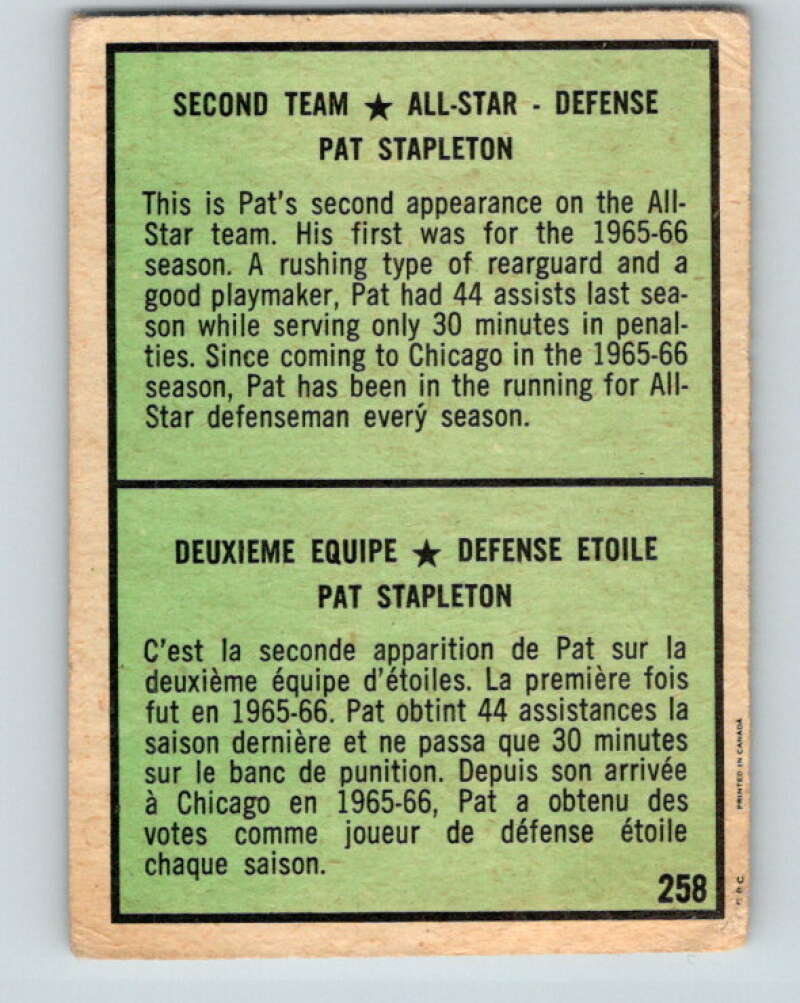 SECOND TEAM ★ ALL-STAR - DEFENSE
PAT STAPLETON
This is Pat's second appearance on the All-
Star team. His first was for the 1965-66
season. A rushing type of rearguard and a
good playmaker, Pat had 44 assists last sea-
son while serving only 30 minutes in penal-
ties. Since coming to Chicago in the 1965-66
season, Pat has been in the running for All-
Star defenseman every season.
DEUXIEME EQUIPE ★ DEFENSE ETOILE
PAT STAPLETON
C'est la seconde apparition de Pat sur la
deuxième équipe d'étoiles. La première fois
fut en 1965-66. Pat obtint 44 assistances la
saison dernière et ne passa que 30 minutes
sur le banc de punition. Depuis son arrivée
à Chicago en 1965-66, Pat a obtenu des
votes comme joueur de défense étoile
chaque saison.
258
PRINTED IN CANADA